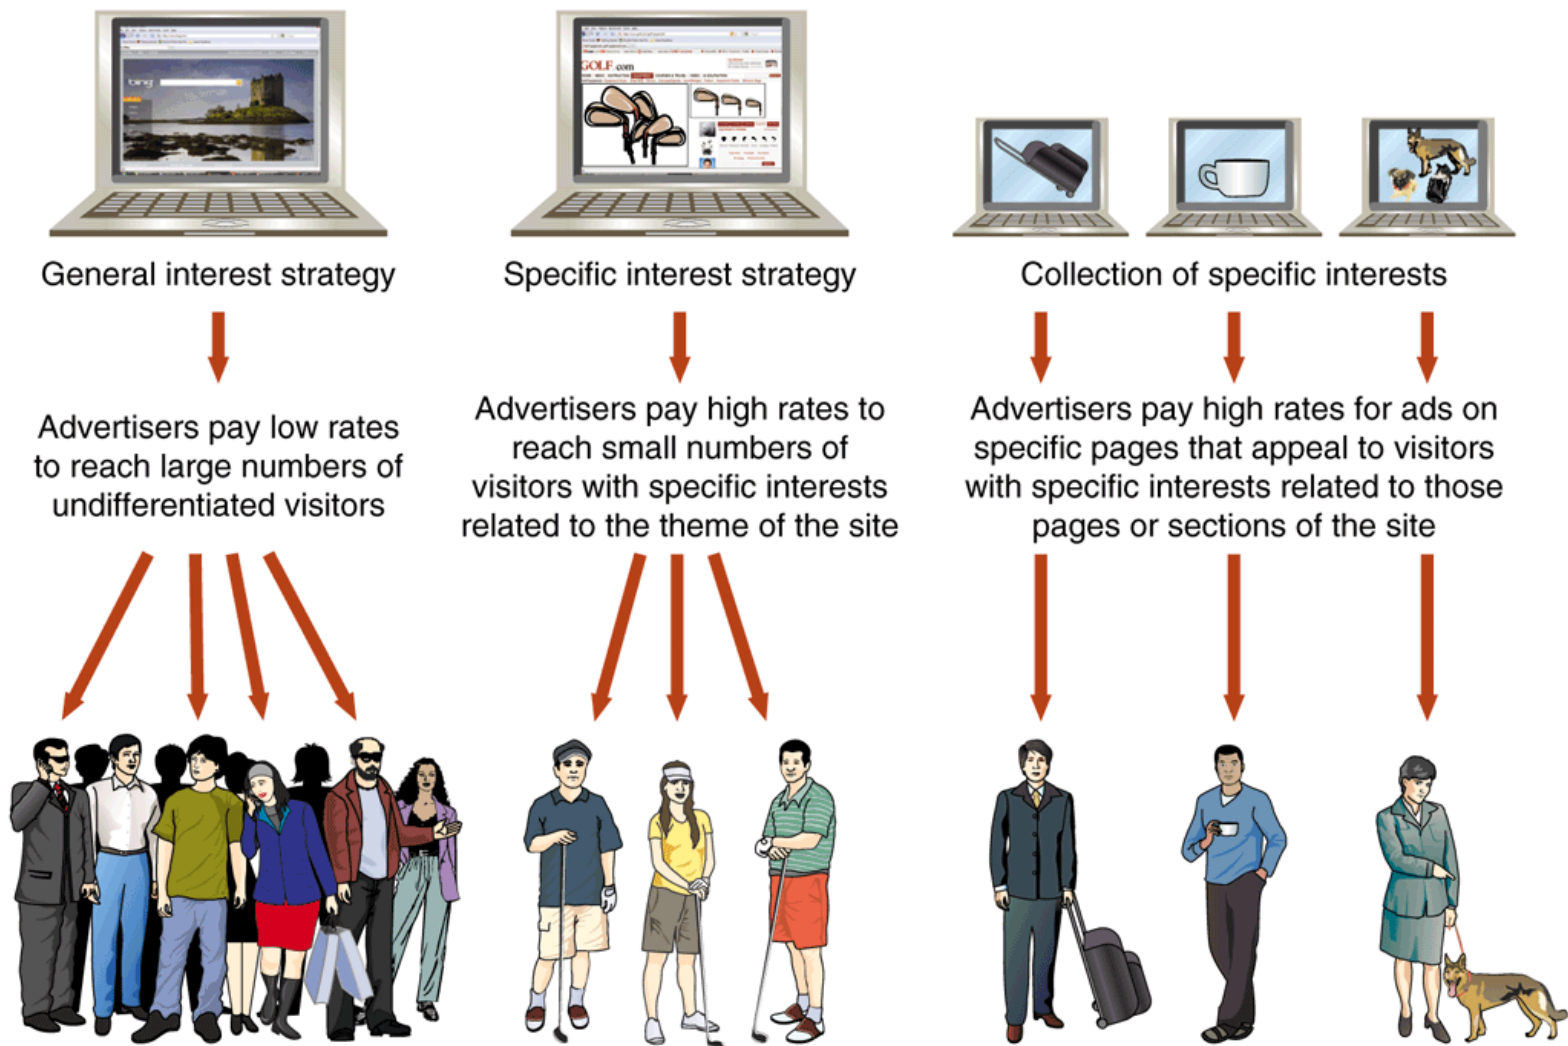 bing
GOLF.com
General interest strategy
Advertisers pay low rates
to reach large numbers of
undifferentiated visitors
Specific interest strategy
Advertisers pay high rates to
reach small numbers of
visitors with specific interests
related to the theme of the site
Collection of specific interests
Advertisers pay high rates for ads on
specific pages that appeal to visitors
with specific interests related to those
pages or sections of the site